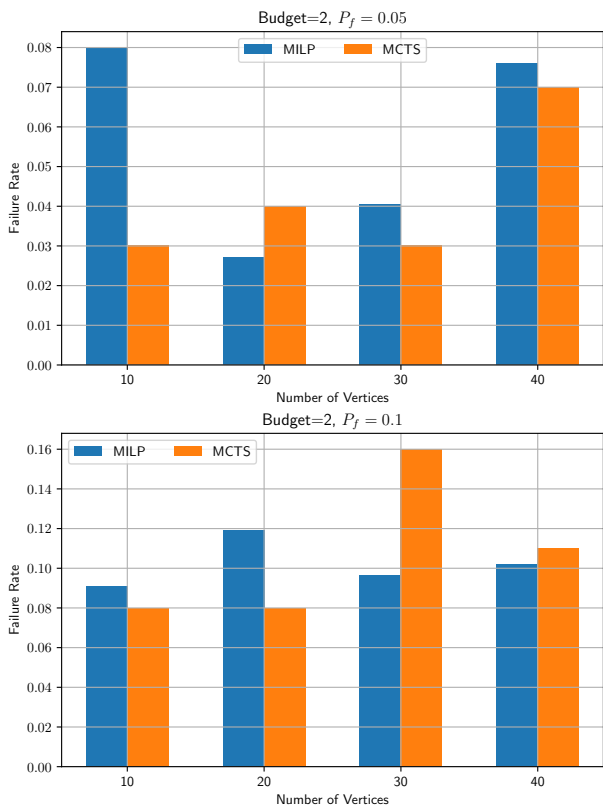 Budget=2, $P_f = 0.05$
MILP MCTS
0.08
0.07
0.06
0.05
0.04
0.03
0.02
0.01
0.00
Failure Rate
10 20 30 40
Number of Vertices
Budget=2, $P_f = 0.1$
MILP MCTS
0.16
0.14
0.12
0.10
0.08
0.06
0.04
0.02
0.00
Failure Rate
10 20 30 40
Number of Vertices